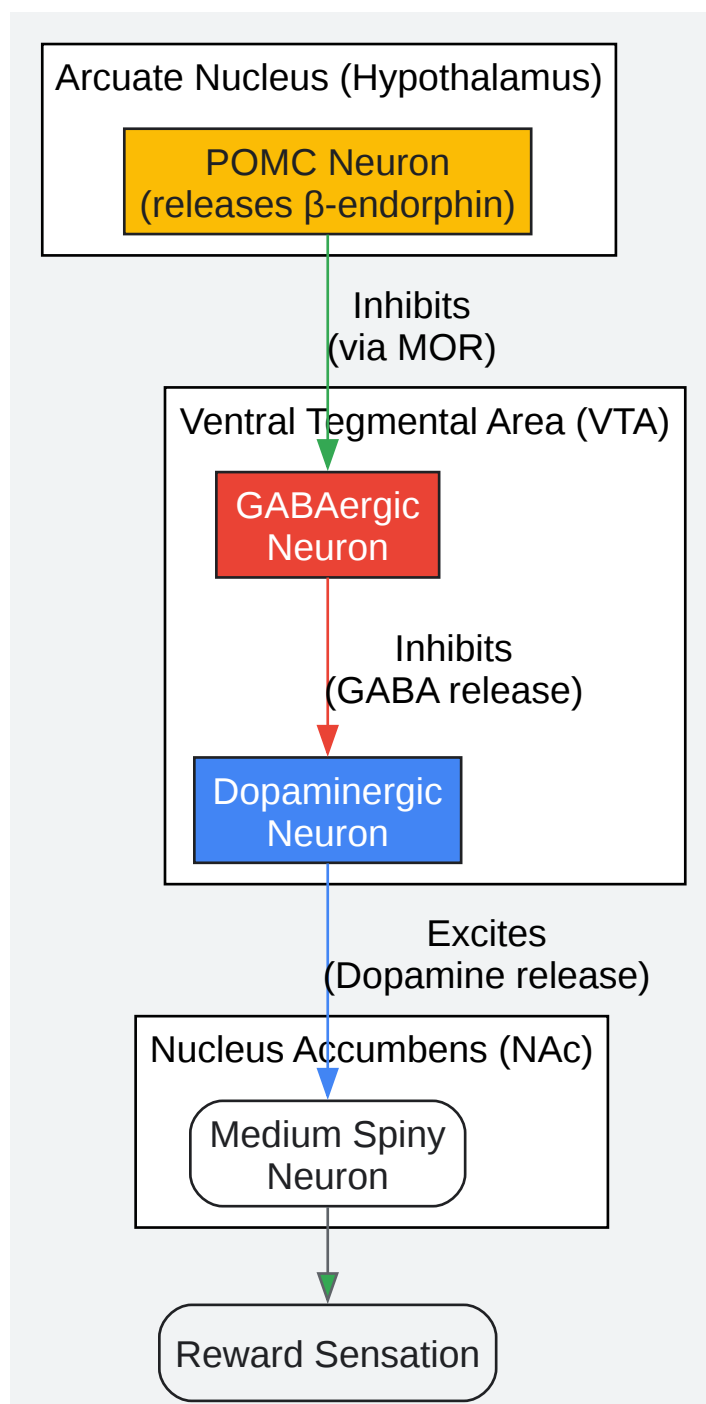 Arcuate Nucleus (Hypothalamus)
POMC Neuron
(releases β-endorphin)
Inhibits
(via MOR)
Ventral Tegmental Area (VTA)
GABAergic
Neuron
Inhibits
(GABA release)
Dopaminergic
Neuron
Excites
(Dopamine release)
Nucleus Accumbens (NAc)
Medium Spiny
Neuron
Reward Sensation